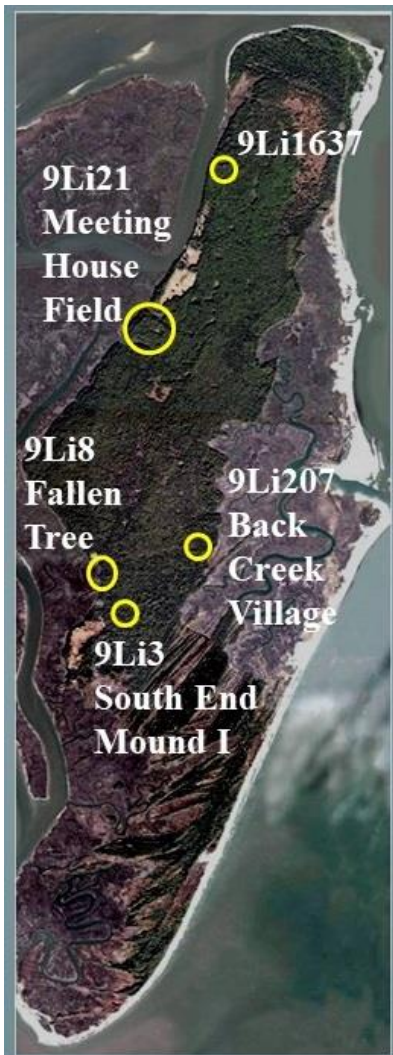 9Li1637
9Li21
Meeting
House
Field
9Li8
Fallen
Tree
9Li207
Back
Creek
Village
9Li3
South End
Mound I